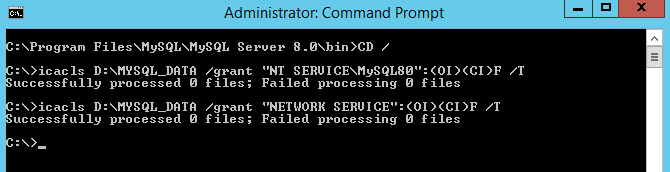 Administrator: Command Prompt
C:\Program Files\MySQL\MySQL Server 8.0\bin>CD /
C:\>icacls D:\MYSQL_DATA /grant "NT SERVICE\MySQL80":(OI)(CI)F /T
Successfully processed 0 files; Failed processing 0 files
C:\>icacls D:\MYSQL_DATA /grant "NETWORK SERVICE":(OI)(CI)F /T
Successfully processed 0 files; Failed processing 0 files
C:\>_